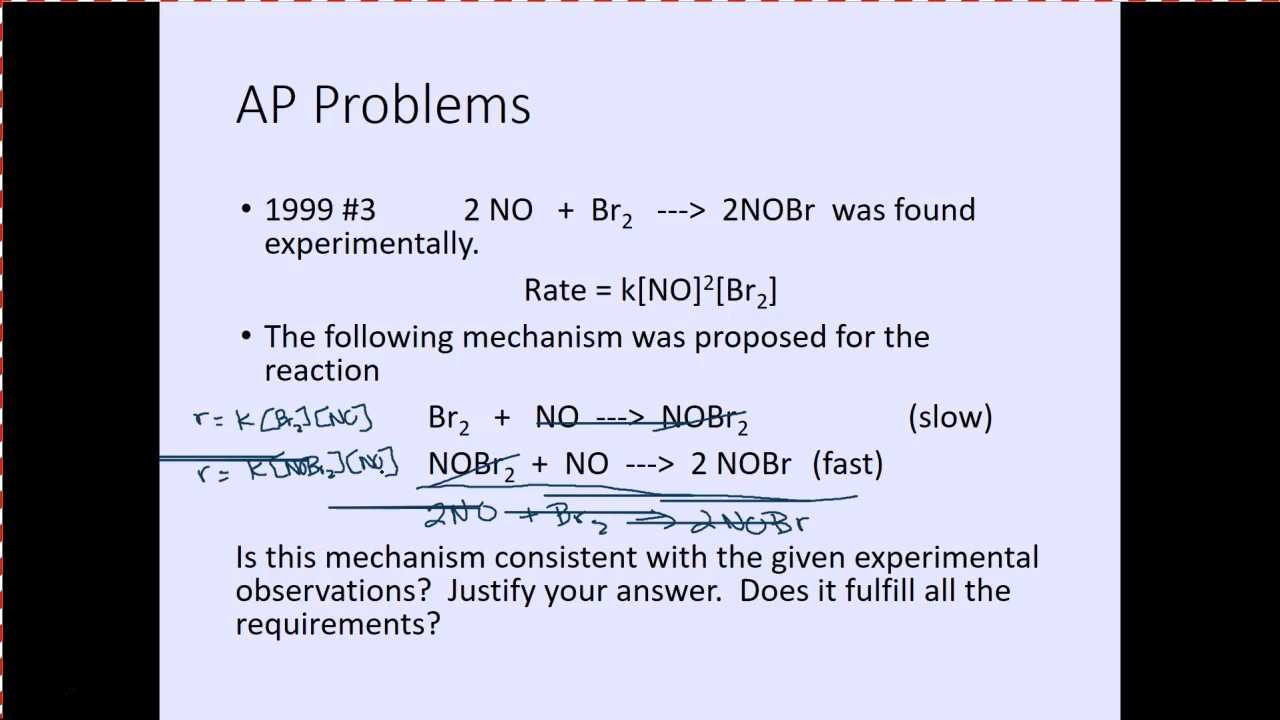 AP Problems
• 1999 #3 2 NO + Br₂ ---> 2NOBr was found
experimentally.
Rate = k[NO]²[Br₂]
• The following mechanism was proposed for the
reaction
r = K[Br₂][NO] Br₂ + NO ---> NOBr₂ (slow)
r = K[NOBr₂][NO] NOBr₂ + NO ---> 2 NOBr (fast)
2NO + Br₂ → 2NOBr
Is this mechanism consistent with the given experimental
observations? Justify your answer. Does it fulfill all the
requirements?